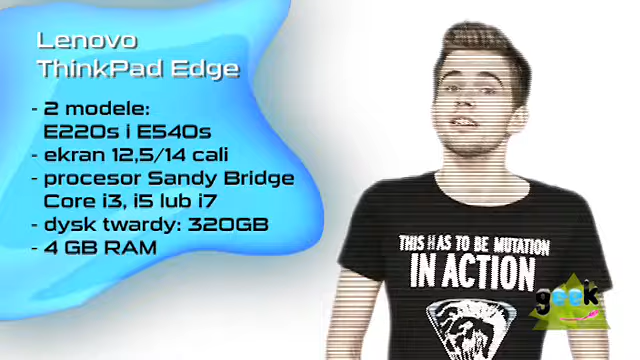 Lenovo
ThinkPad Edge
- 2 modele:
E220s i E540s
- ekran 12,5/14 cali
- procesor Sandy Bridge
Core i3, i5 lub i7
- dysk twardy: 320GB
- 4 GB RAM
THIS HAS TO BE MUTATION
IN ACTION
geek